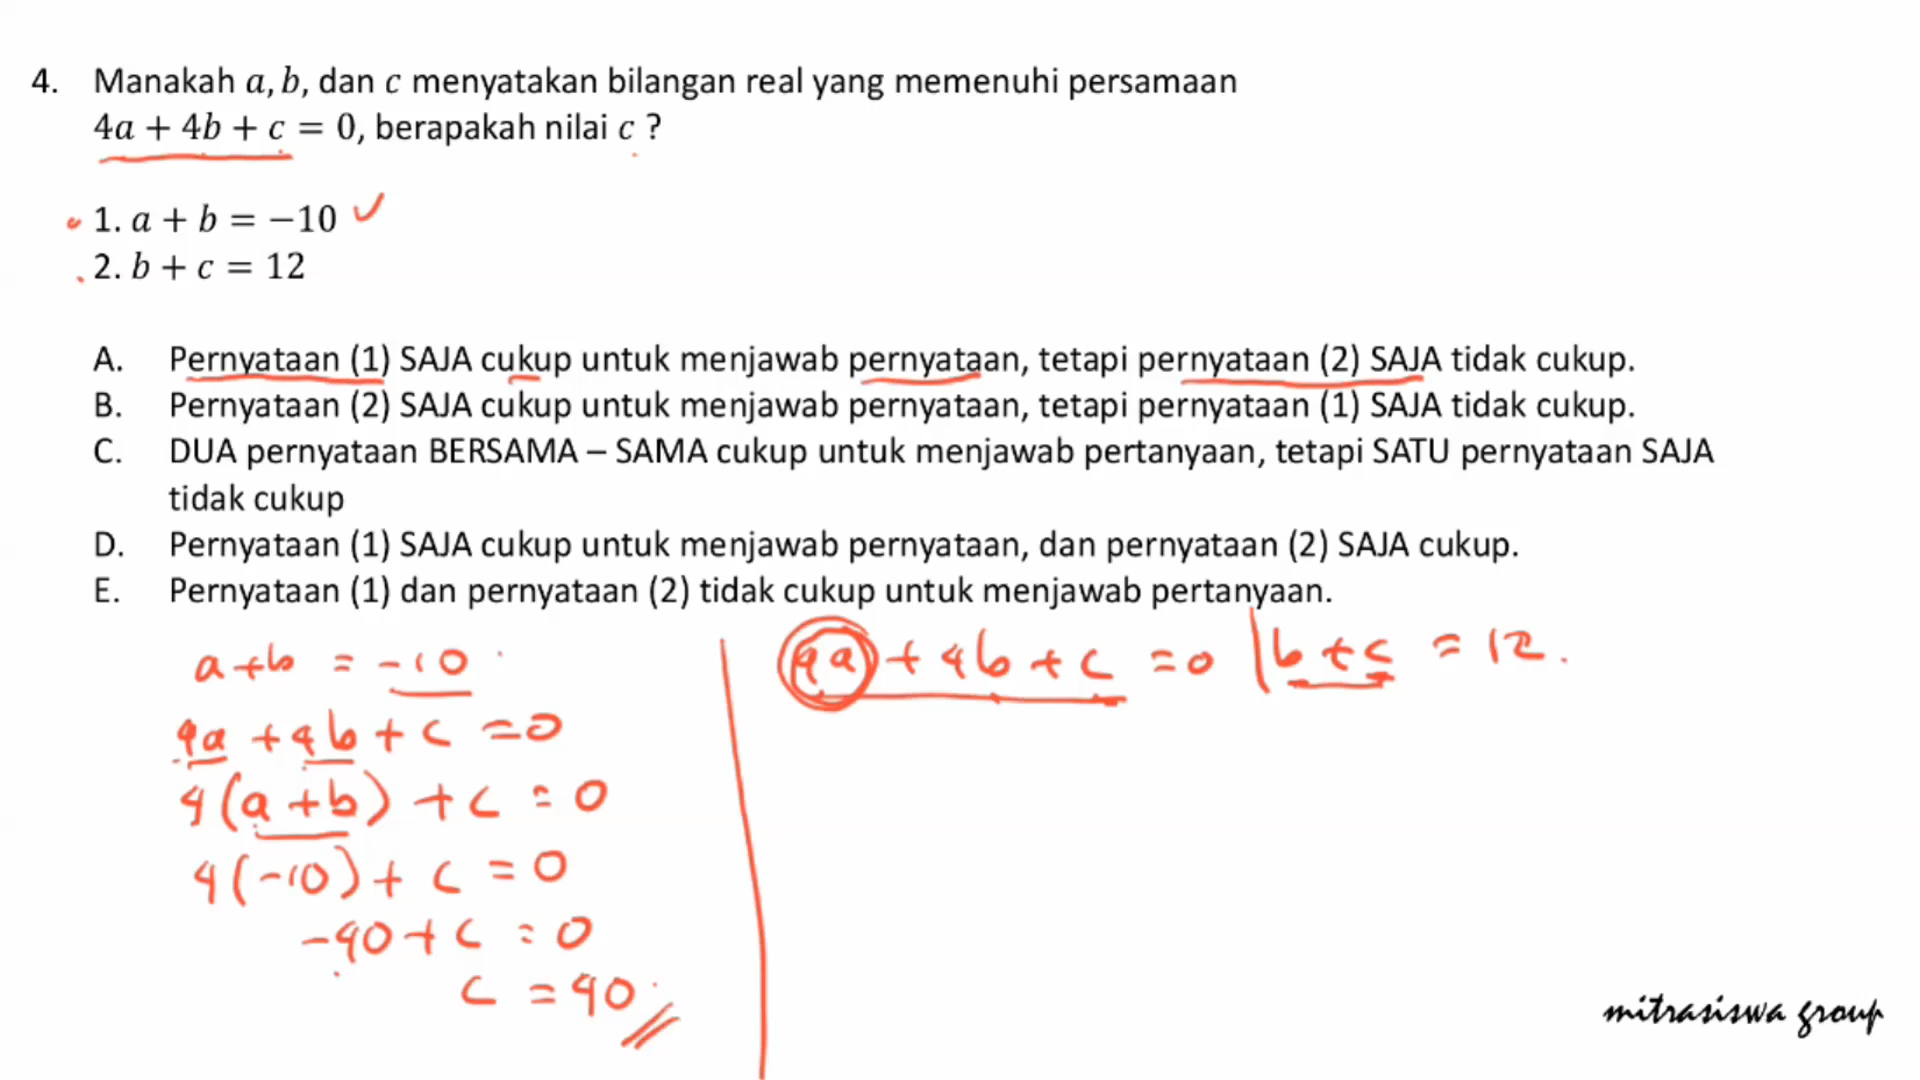 4. Manakah a, b, dan c menyatakan bilangan real yang memenuhi persamaan
4a + 4b + c = 0, berapakah nilai c ?
1. a + b = −10 ✓
2. b + c = 12
A. Pernyataan (1) SAJA cukup untuk menjawab pernyataan, tetapi pernyataan (2) SAJA tidak cukup.
B. Pernyataan (2) SAJA cukup untuk menjawab pernyataan, tetapi pernyataan (1) SAJA tidak cukup.
C. DUA pernyataan BERSAMA – SAMA cukup untuk menjawab pertanyaan, tetapi SATU pernyataan SAJA
tidak cukup
D. Pernyataan (1) SAJA cukup untuk menjawab pernyataan, dan pernyataan (2) SAJA cukup.
E. Pernyataan (1) dan pernyataan (2) tidak cukup untuk menjawab pertanyaan.
a+b = -10
4a + 4b + c = 0
4(a+b) + c = 0
4(-10) + c = 0
-40 + c = 0
c = 40
4a + 4b + c = 0 | b + c = 12.
mitrasiswa group